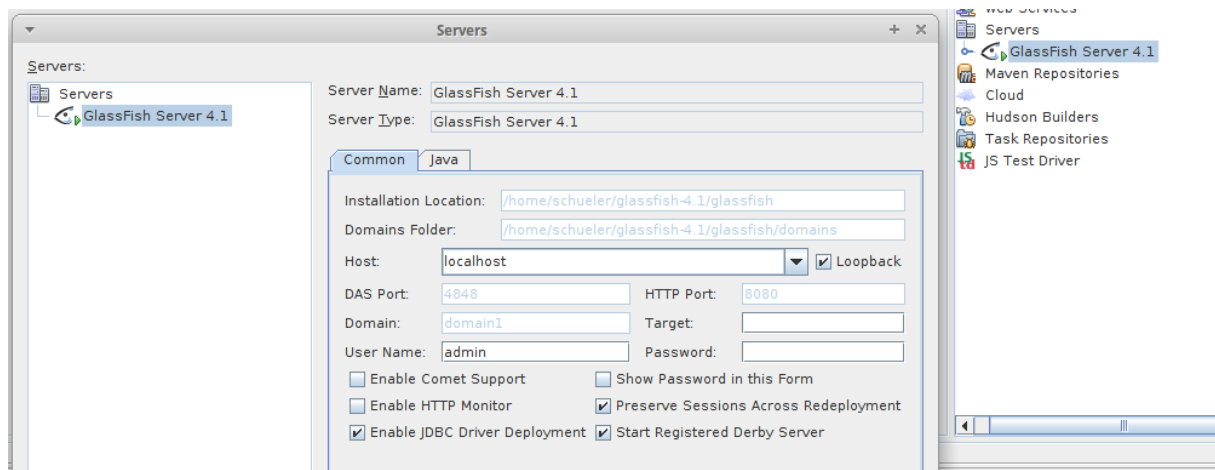 Servers
Servers:
Servers
GlassFish Server 4.1
Server Name: GlassFish Server 4.1
Server Type: GlassFish Server 4.1
Common Java
Installation Location: /home/schueler/glassfish-4.1/glassfish
Domains Folder: /home/schueler/glassfish-4.1/glassfish/domains
Host: localhost Loopback
DAS Port: 4848 HTTP Port: 8080
Domain: domain1 Target:
User Name: admin Password:
Enable Comet Support Show Password in this Form
Enable HTTP Monitor Preserve Sessions Across Redeployment
Enable JDBC Driver Deployment Start Registered Derby Server
Web Services
Servers
GlassFish Server 4.1
Maven Repositories
Cloud
Hudson Builders
Task Repositories
JS Test Driver